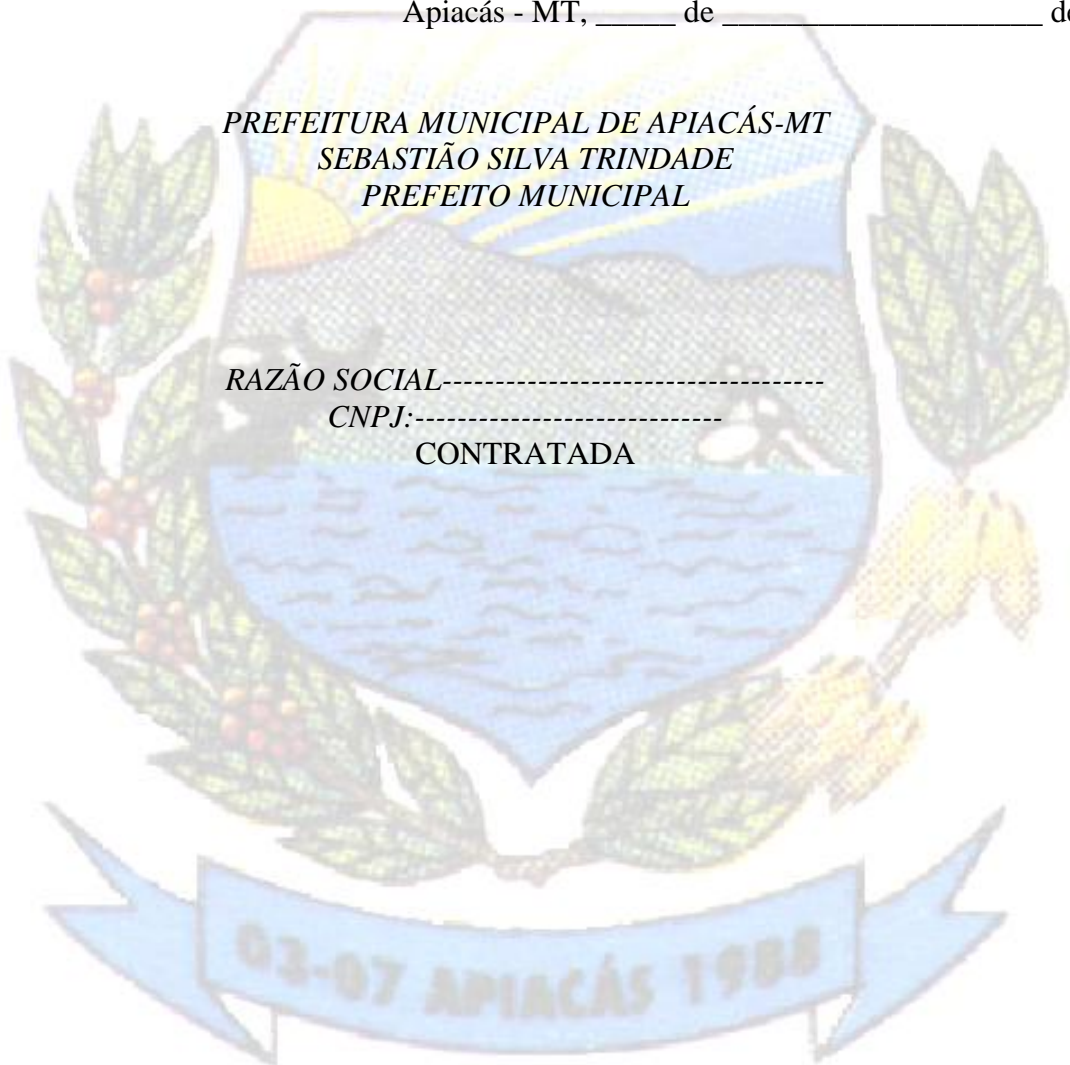 Apiacás - MT, _____ de ____________________ de
PREFEITURA MUNICIPAL DE APIACÁS-MT
SEBASTIÃO SILVA TRINDADE
PREFEITO MUNICIPAL
RAZÃO SOCIAL------------------------------------
CNPJ:-----------------------------
CONTRATADA
03-07 APIACÁS 1988